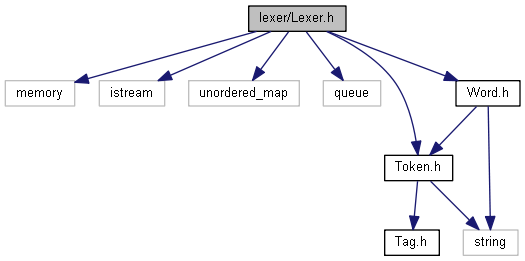 lexer/Lexer.h
memory
istream
unordered_map
queue
Word.h
Token.h
Tag.h
string